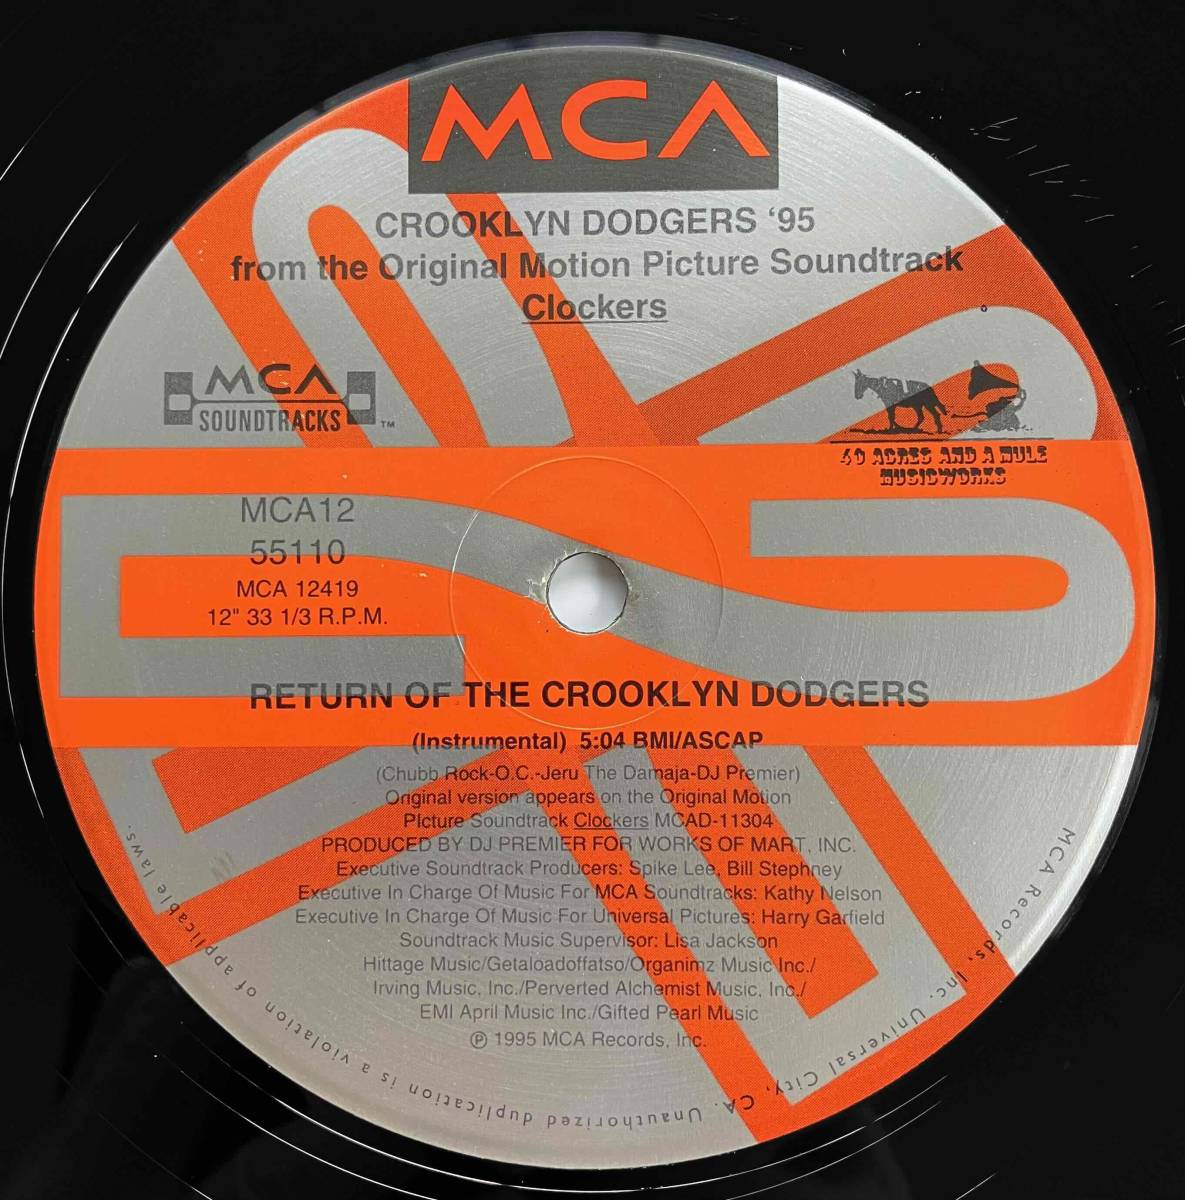 MCA
CROOKLYN DODGERS '95
from the Original Motion Picture Soundtrack
Clockers
MCA
SOUNDTRACKS ™
40 ACRES AND A MULE
MUSICWORKS
MCA12
55110
MCA 12419
12" 33 1/3 R.P.M.
RETURN OF THE CROOKLYN DODGERS
(Instrumental) 5:04 BMI/ASCAP
(Chubb Rock-O.C.-Jeru The Damaja-DJ Premier)
Original version appears on the Original Motion
Picture Soundtrack Clockers MCAD-11304
PRODUCED BY DJ PREMIER FOR WORKS OF MART, INC.
Executive Soundtrack Producers: Spike Lee, Bill Stephney
Executive In Charge Of Music For MCA Soundtracks: Kathy Nelson
Executive In Charge Of Music For Universal Pictures: Harry Garfield
Soundtrack Music Supervisor: Lisa Jackson
Hittage Music/Getaloadoffatso/Organimz Music Inc./
Irving Music, Inc./Perverted Alchemist Music, Inc./
EMI April Music Inc./Gifted Pearl Music
℗ 1995 MCA Records, Inc.
MCA Records, Inc. Universal City, CA. Unauthorized duplication is a violation of applicable laws.